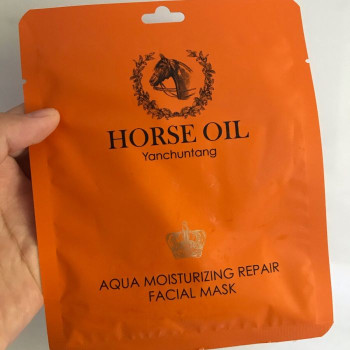 HORSE OIL
Yanchuntang
AQUA MOISTURIZING REPAIR
FACIAL MASK